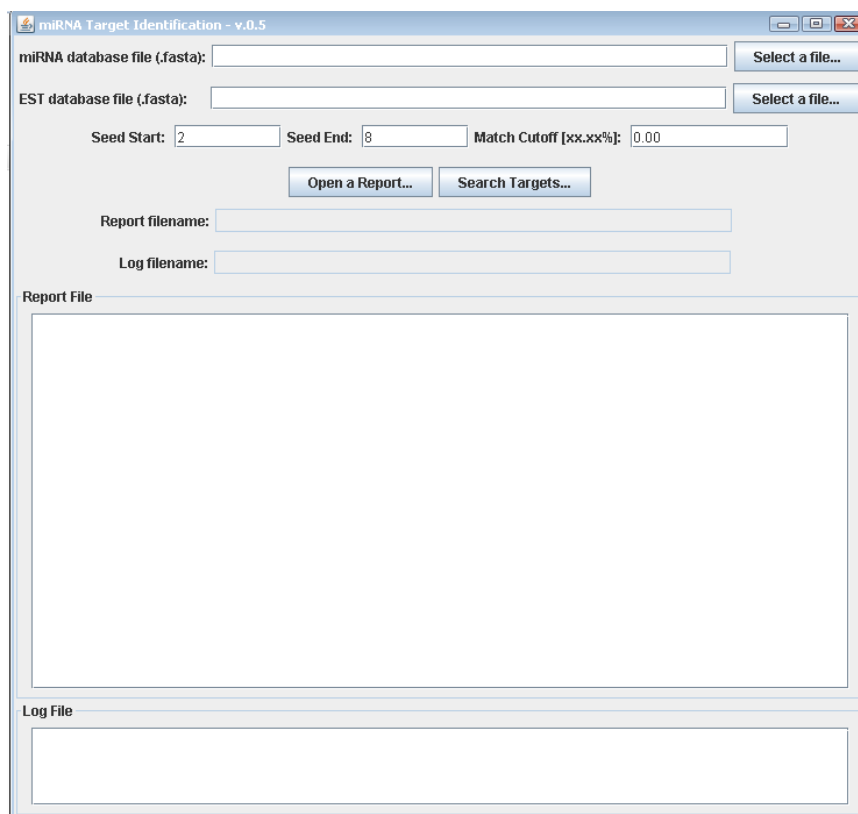 miRNA Target Identification - v.0.5
miRNA database file (.fasta): Select a file...
EST database file (.fasta): Select a file...
Seed Start: 2 Seed End: 8 Match Cutoff [xx.xx%]: 0.00
Open a Report... Search Targets...
Report filename:
Log filename:
Report File
Log File